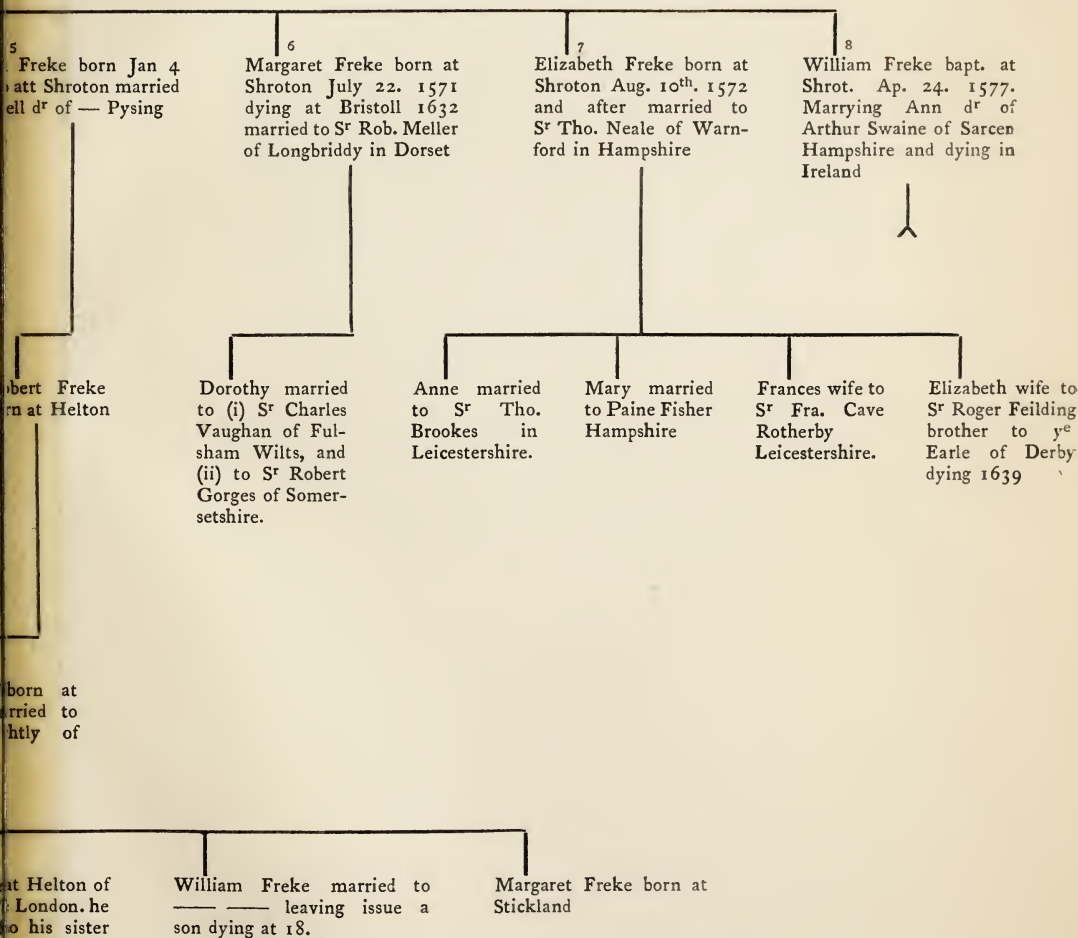 5
Freke born Jan 4
att Shroton married
dʳ of — Pysing
6
Margaret Freke born at
Shroton July 22. 1571
dying at Bristoll 1632
married to Sʳ Rob. Meller
of Longbriddy in Dorset
7
Elizabeth Freke born at
Shroton Aug. 10ᵗʰ. 1572
and after married to
Sʳ Tho. Neale of Warn-
ford in Hampshire
8
William Freke bapt. at
Shrot. Ap. 24. 1577.
Marrying Ann dʳ of
Arthur Swaine of Sarcen
Hampshire and dying in
Ireland
Freke
at Helton
Dorothy married
to (i) Sʳ Charles
Vaughan of Ful-
sham Wilts, and
(ii) to Sʳ Robert
Gorges of Somer-
setshire.
Anne married
to Sʳ Tho.
Brookes in
Leicestershire.
Mary married
to Paine Fisher
Hampshire
Frances wife to
Sʳ Fra. Cave
Rotherby
Leicestershire.
Elizabeth wife to
Sʳ Roger Feilding
brother to yᵉ
Earle of Derby
dying 1639
born at
to
of
at Helton of
London. he
his sister
William Freke married to
—— —— leaving issue a
son dying at 18.
Margaret Freke born at
Stickland